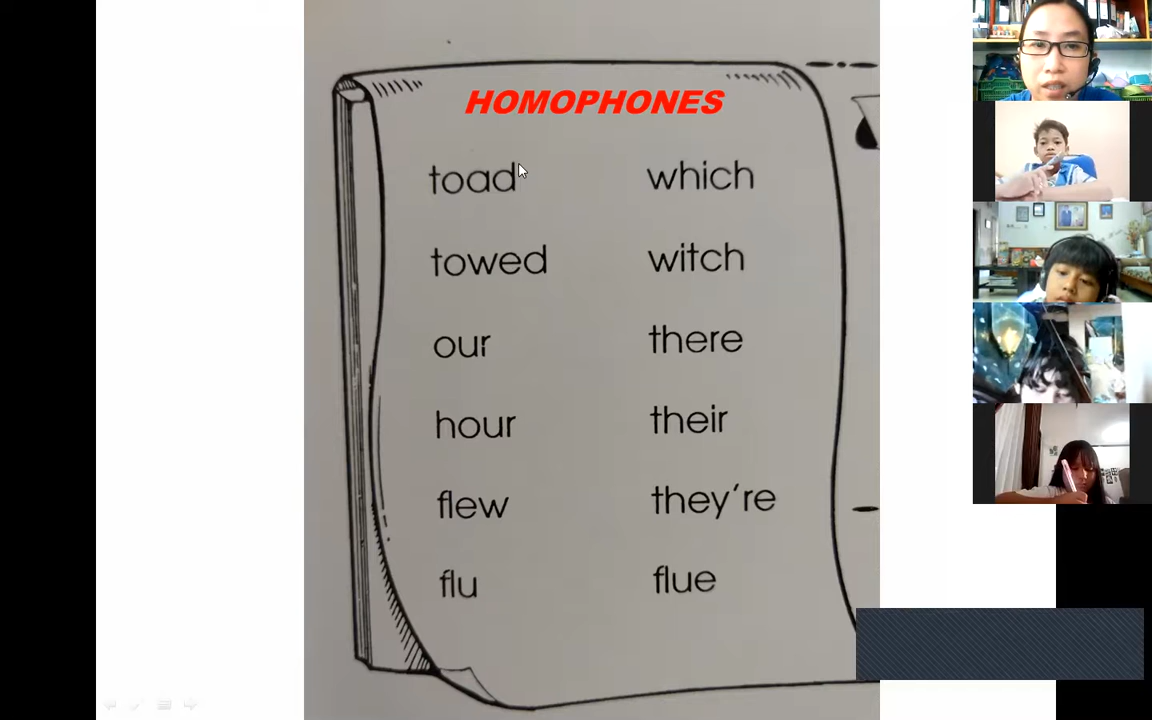 HOMOPHONES
toad which
towed witch
our there
hour their
flew they're
flu flue